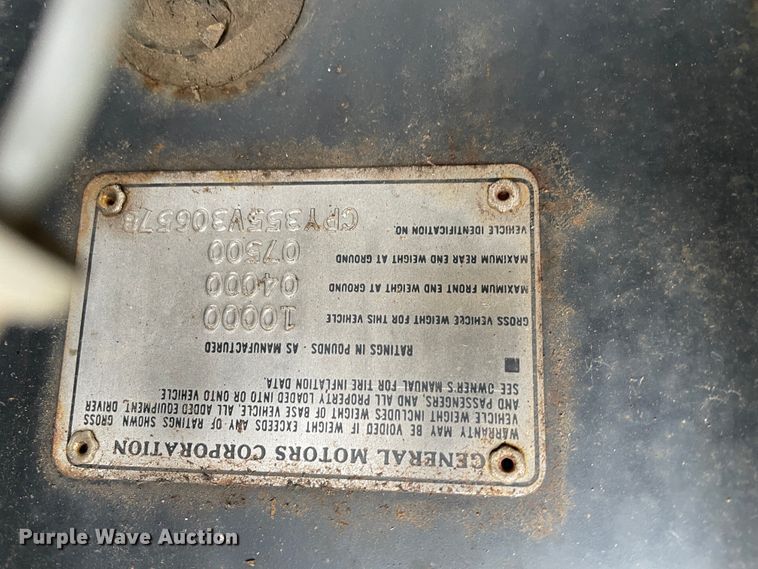 GENERAL MOTORS CORPORATION
WARRANTY MAY BE VOIDED IF WEIGHT EXCEEDS ANY OF RATINGS SHOWN GROSS
VEHICLE WEIGHT INCLUDES WEIGHT OF BASE VEHICLE, ALL ADDED EQUIPMENT, DRIVER
AND PASSENGERS, AND ALL PROPERTY LOADED INTO OR ONTO VEHICLE.
SEE OWNER'S MANUAL FOR TIRE INFLATION DATA.
RATINGS IN POUNDS - AS MANUFACTURED
GROSS VEHICLE WEIGHT FOR THIS VEHICLE 10000
MAXIMUM FRONT END WEIGHT AT GROUND 04000
MAXIMUM REAR END WEIGHT AT GROUND 07500
VEHICLE IDENTIFICATION NO. CPY355V306578
Purple Wave Auction